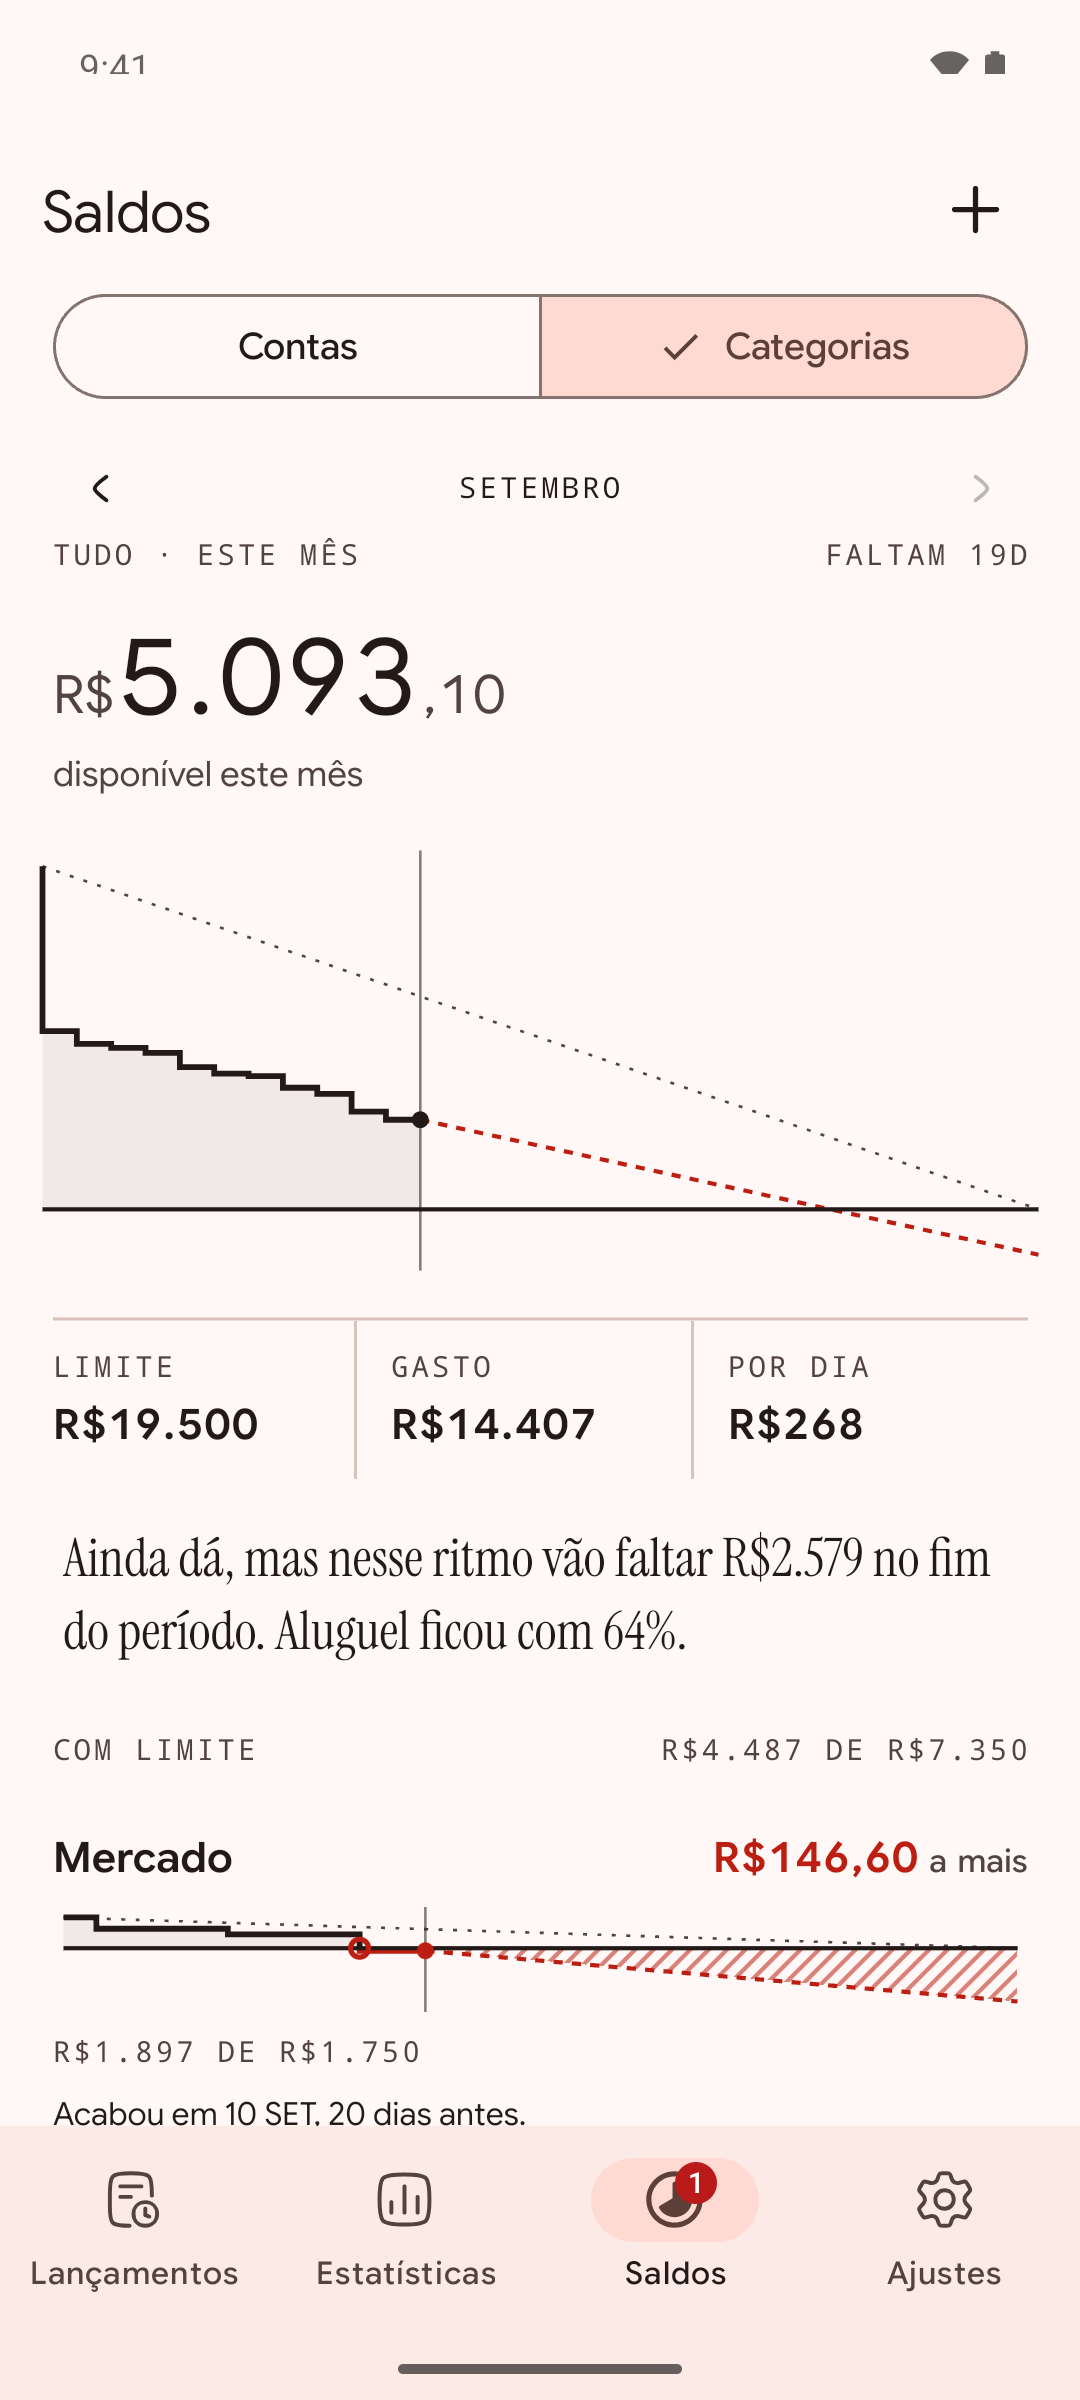 9:41
Saldos
Contas
Categorias
SETEMBRO
TUDO · ESTE MÊS
FALTAM 19D
R$5.093,10
disponível este mês
LIMITE
GASTO
POR DIA
R$19.500
R$14.407
R$268
Ainda dá, mas nesse ritmo vão faltar R$2.579 no fim
do período. Aluguel ficou com 64%.
COM LIMITE
R$4.487 DE R$7.350
Mercado
R$146,60 a mais
R$1.897 DE R$1.750
Acabou em 10 SET, 20 dias antes.
1
Lançamentos
Estatísticas
Saldos
Ajustes